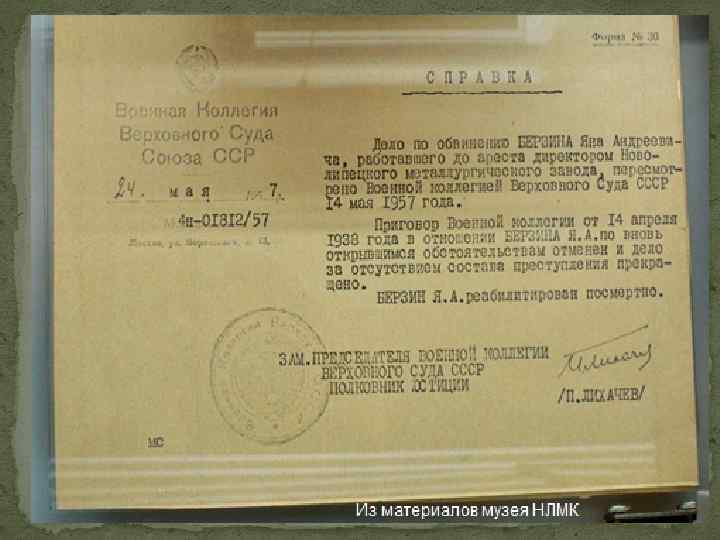 Форма № 30
СПРАВКА
Военная Коллегия
Верховного Суда
Союза ССР
24. мая 7г.
4н-01812/57
Москва, ул. 13.
Дело по обвинению БЕРЗИНА Яна Андрееви-
ча, работавшего до ареста директором Ново-
липецкого металлургического завода, пересмот-
рено Военной коллегией Верховного Суда СССР
14 мая 1957 года.
Приговор Военной коллегии от 14 апреля
1938 года в отношении БЕРЗИНА Я.А.по вновь
открывшимся обстоятельствам отменен и дело
за отсутствием состава преступления прекра-
щено.
БЕРЗИН Я.А.реабилитирован посмертно.
ЗАМ.ПРЕДСЕДАТЕЛЯ ВОЕННОЙ КОЛЛЕГИИ
ВЕРХОВНОГО СУДА СССР
ПОЛКОВНИК ЮСТИЦИИ
/П.ЛИХАЧЕВ/
МС
Из материалов музея НЛМК